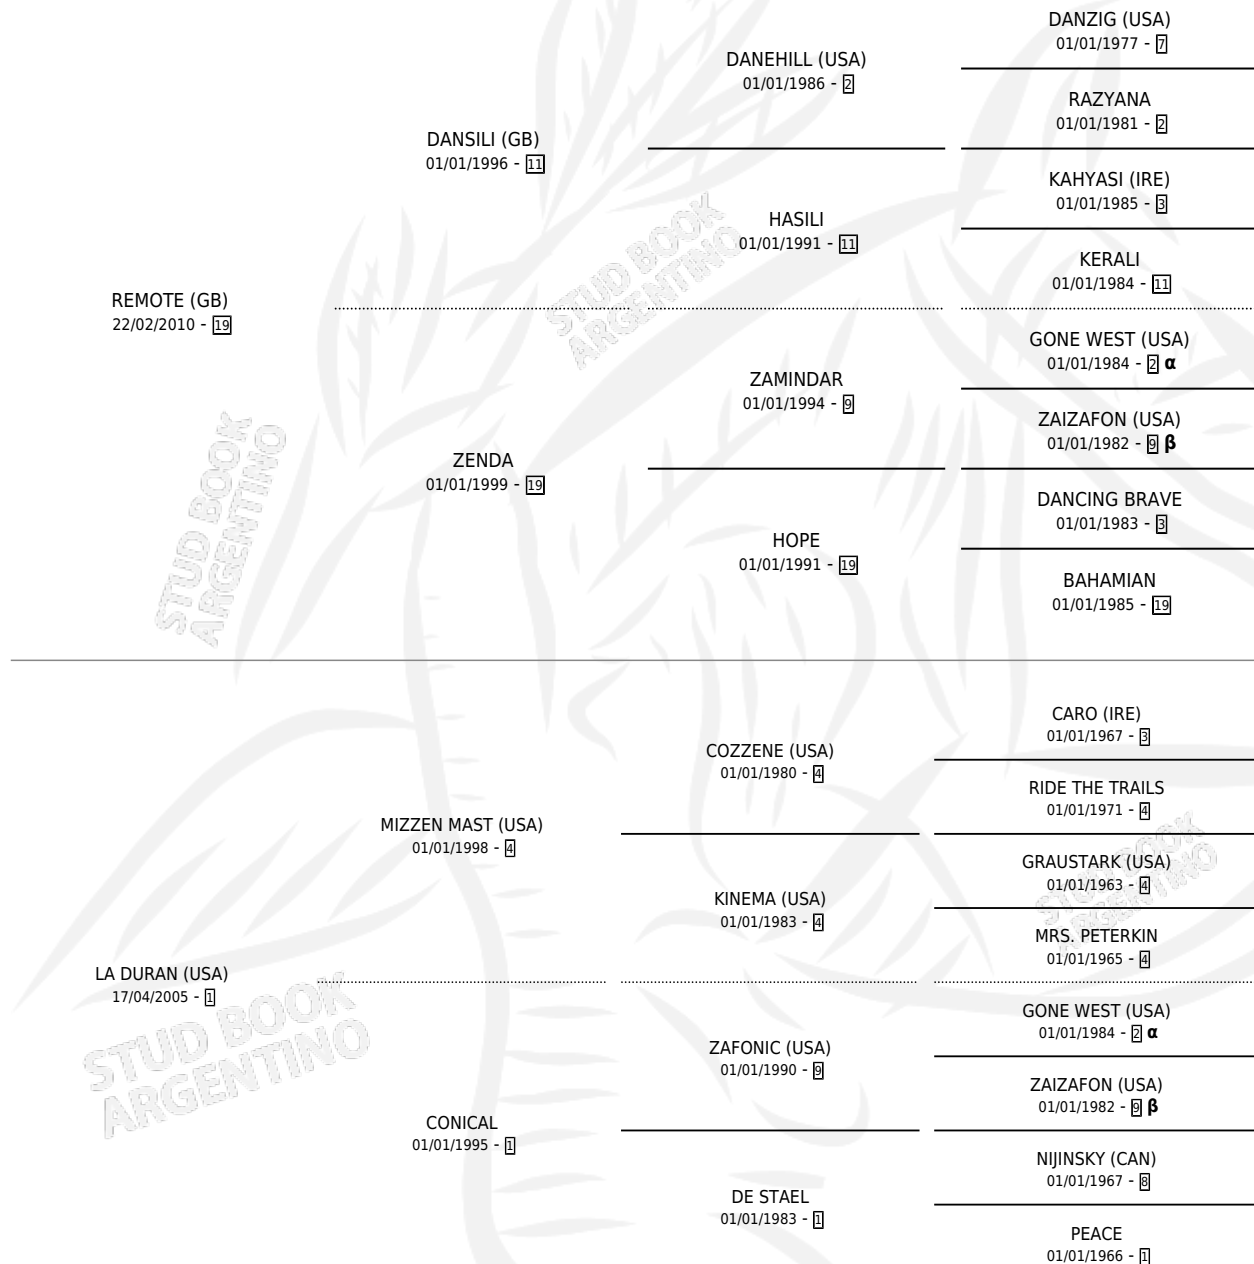 DANZIG (USA)
01/01/1977 - 7
DANEHILL (USA)
01/01/1986 - 2
RAZYANA
01/01/1981 - 2
DANSILI (GB)
01/01/1996 - 11
KAHYASI (IRE)
01/01/1985 - 3
HASILI
01/01/1991 - 11
KERALI
01/01/1984 - 11
STUD BOOK
ARGENTINO
REMOTE (GB)
22/02/2010 - 19
GONE WEST (USA)
01/01/1984 - 2 α
ZAMINDAR
01/01/1994 - 9
ZAIZAFON (USA)
01/01/1982 - 9 β
ZENDA
01/01/1999 - 19
DANCING BRAVE
01/01/1983 - 3
HOPE
01/01/1991 - 19
BAHAMIAN
01/01/1985 - 19
STUD BOOK
ARGENTINO
CARO (IRE)
01/01/1967 - 3
COZZENE (USA)
01/01/1980 - 4
RIDE THE TRAILS
01/01/1971 - 4
MIZZEN MAST (USA)
01/01/1998 - 4
GRAUSTARK (USA)
01/01/1963 - 4
KINEMA (USA)
01/01/1983 - 4
MRS. PETERKIN
01/01/1965 - 4
STUD BOOK
ARGENTINO
LA DURAN (USA)
17/04/2005 - 1
GONE WEST (USA)
01/01/1984 - 2 α
ZAFONIC (USA)
01/01/1990 - 9
ZAIZAFON (USA)
01/01/1982 - 9 β
CONICAL
01/01/1995 - 1
NIJINSKY (CAN)
01/01/1967 - 8
DE STAEL
01/01/1983 - 1
PEACE
01/01/1966 - 1
STUD BOOK
ARGENTINO